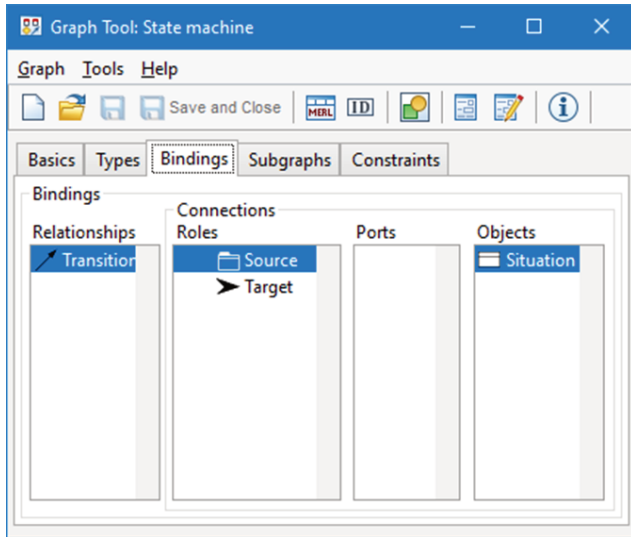 Graph Tool: State machine
Graph Tools Help
Save and Close MERL ID
Basics Types Bindings Subgraphs Constraints
Bindings
Connections
Relationships Roles Ports Objects
Transition Source Situation
Target